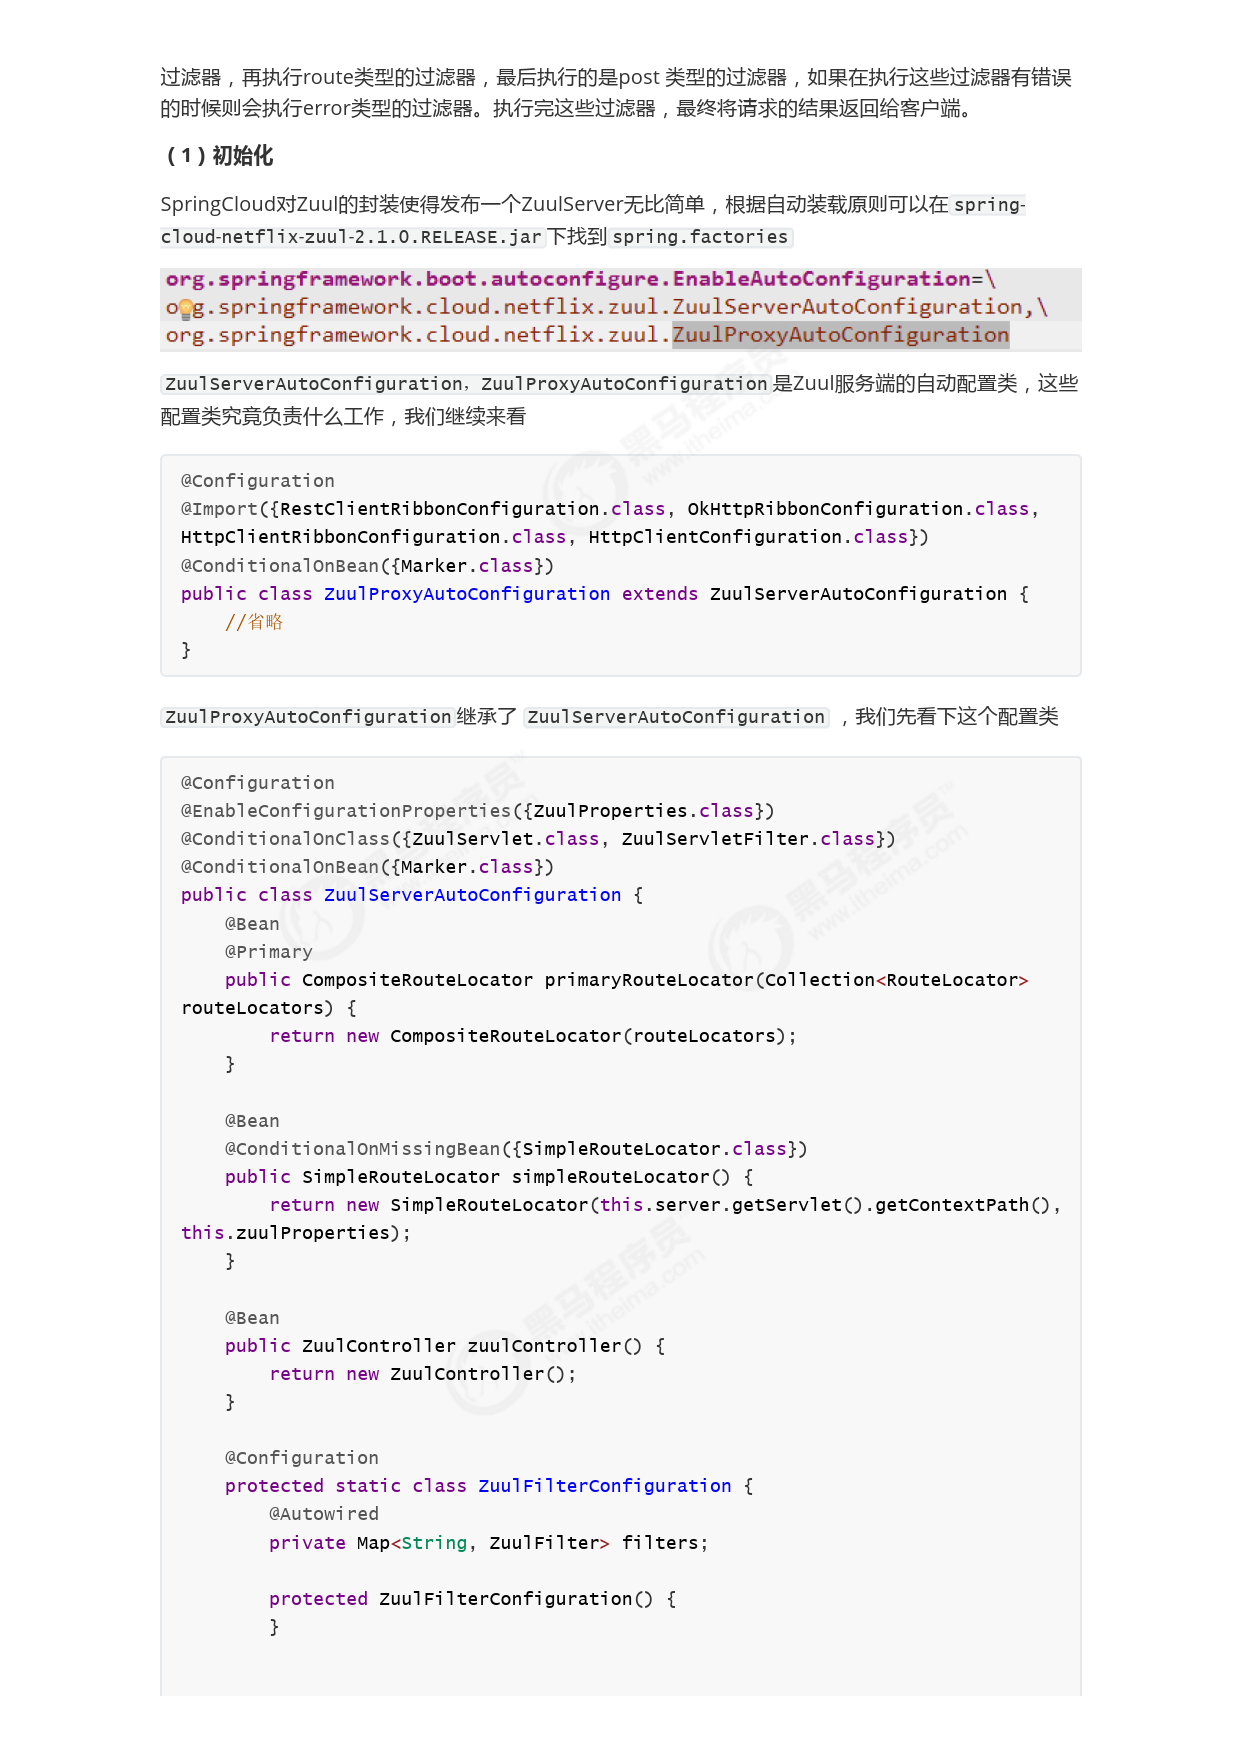 过滤器，再执行route类型的过滤器，最后执行的是post 类型的过滤器，如果在执行这些过滤器有错误
的时候则会执行error类型的过滤器。执行完这些过滤器，最终将请求的结果返回给客户端。
（1）初始化
SpringCloud对Zuul的封装使得发布一个ZuulServer无比简单，根据自动装载原则可以在 spring-
cloud-netflix-zuul-2.1.0.RELEASE.jar 下找到 spring.factories
org.springframework.boot.autoconfigure.EnableAutoConfiguration=\
org.springframework.cloud.netflix.zuul.ZuulServerAutoConfiguration,\
org.springframework.cloud.netflix.zuul.ZuulProxyAutoConfiguration
ZuulServerAutoConfiguration，ZuulProxyAutoConfiguration 是Zuul服务端的自动配置类，这些
配置类究竟负责什么工作，我们继续来看
@Configuration
@Import({RestClientRibbonConfiguration.class, OkHttpRibbonConfiguration.class,
HttpClientRibbonConfiguration.class, HttpClientConfiguration.class})
@ConditionalOnBean({Marker.class})
public class ZuulProxyAutoConfiguration extends ZuulServerAutoConfiguration {
    //省略
}
ZuulProxyAutoConfiguration 继承了 ZuulServerAutoConfiguration ，我们先看下这个配置类
@Configuration
@EnableConfigurationProperties({ZuulProperties.class})
@ConditionalOnClass({ZuulServlet.class, ZuulServletFilter.class})
@ConditionalOnBean({Marker.class})
public class ZuulServerAutoConfiguration {
    @Bean
    @Primary
    public CompositeRouteLocator primaryRouteLocator(Collection<RouteLocator>
routeLocators) {
        return new CompositeRouteLocator(routeLocators);
    }
    @Bean
    @ConditionalOnMissingBean({SimpleRouteLocator.class})
    public SimpleRouteLocator simpleRouteLocator() {
        return new SimpleRouteLocator(this.server.getServlet().getContextPath(),
this.zuulProperties);
    }
    @Bean
    public ZuulController zuulController() {
        return new ZuulController();
    }
    @Configuration
    protected static class ZuulFilterConfiguration {
        @Autowired
        private Map<String, ZuulFilter> filters;
        protected ZuulFilterConfiguration() {
        }